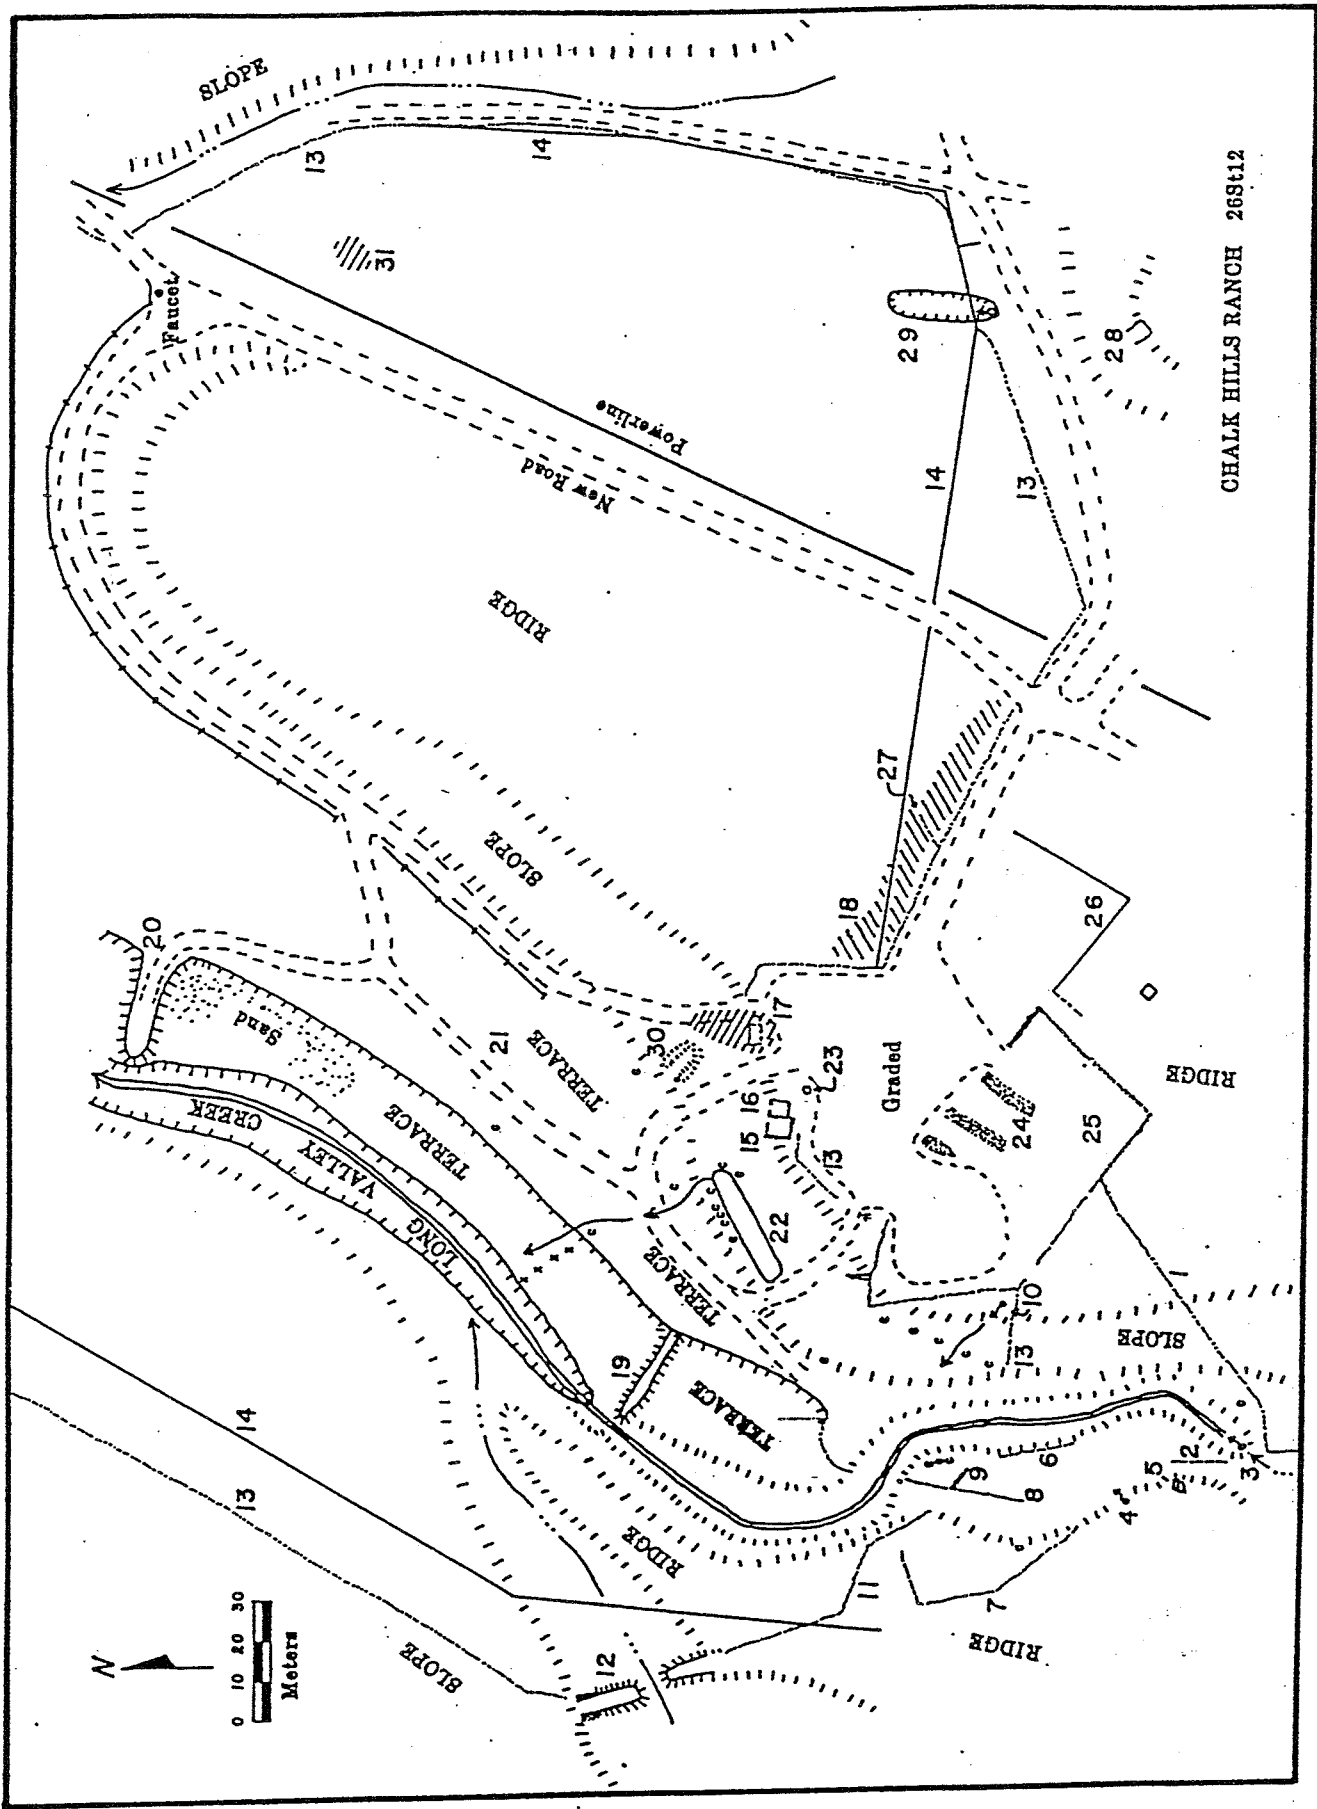 SLOPE
13
14
31
Faucet
Powerline
New Road
RIDGE
29
28
14
13
CHALK HILLS RANCH 26St12
27
18
SLOPE
20
Sand
21
TERRACE
30
17
26
RIDGE
Graded
23
16
15
13
24
25
22
CREEK
VALLEY
LONG
TERRACE
TERRACE
19
TERRACE
10
13
1
SLOPE
14
13
RIDGE
6
9
8
5
2
3
4
11
7
RIDGE
12
SLOPE
N
0 10 20 30
Meters